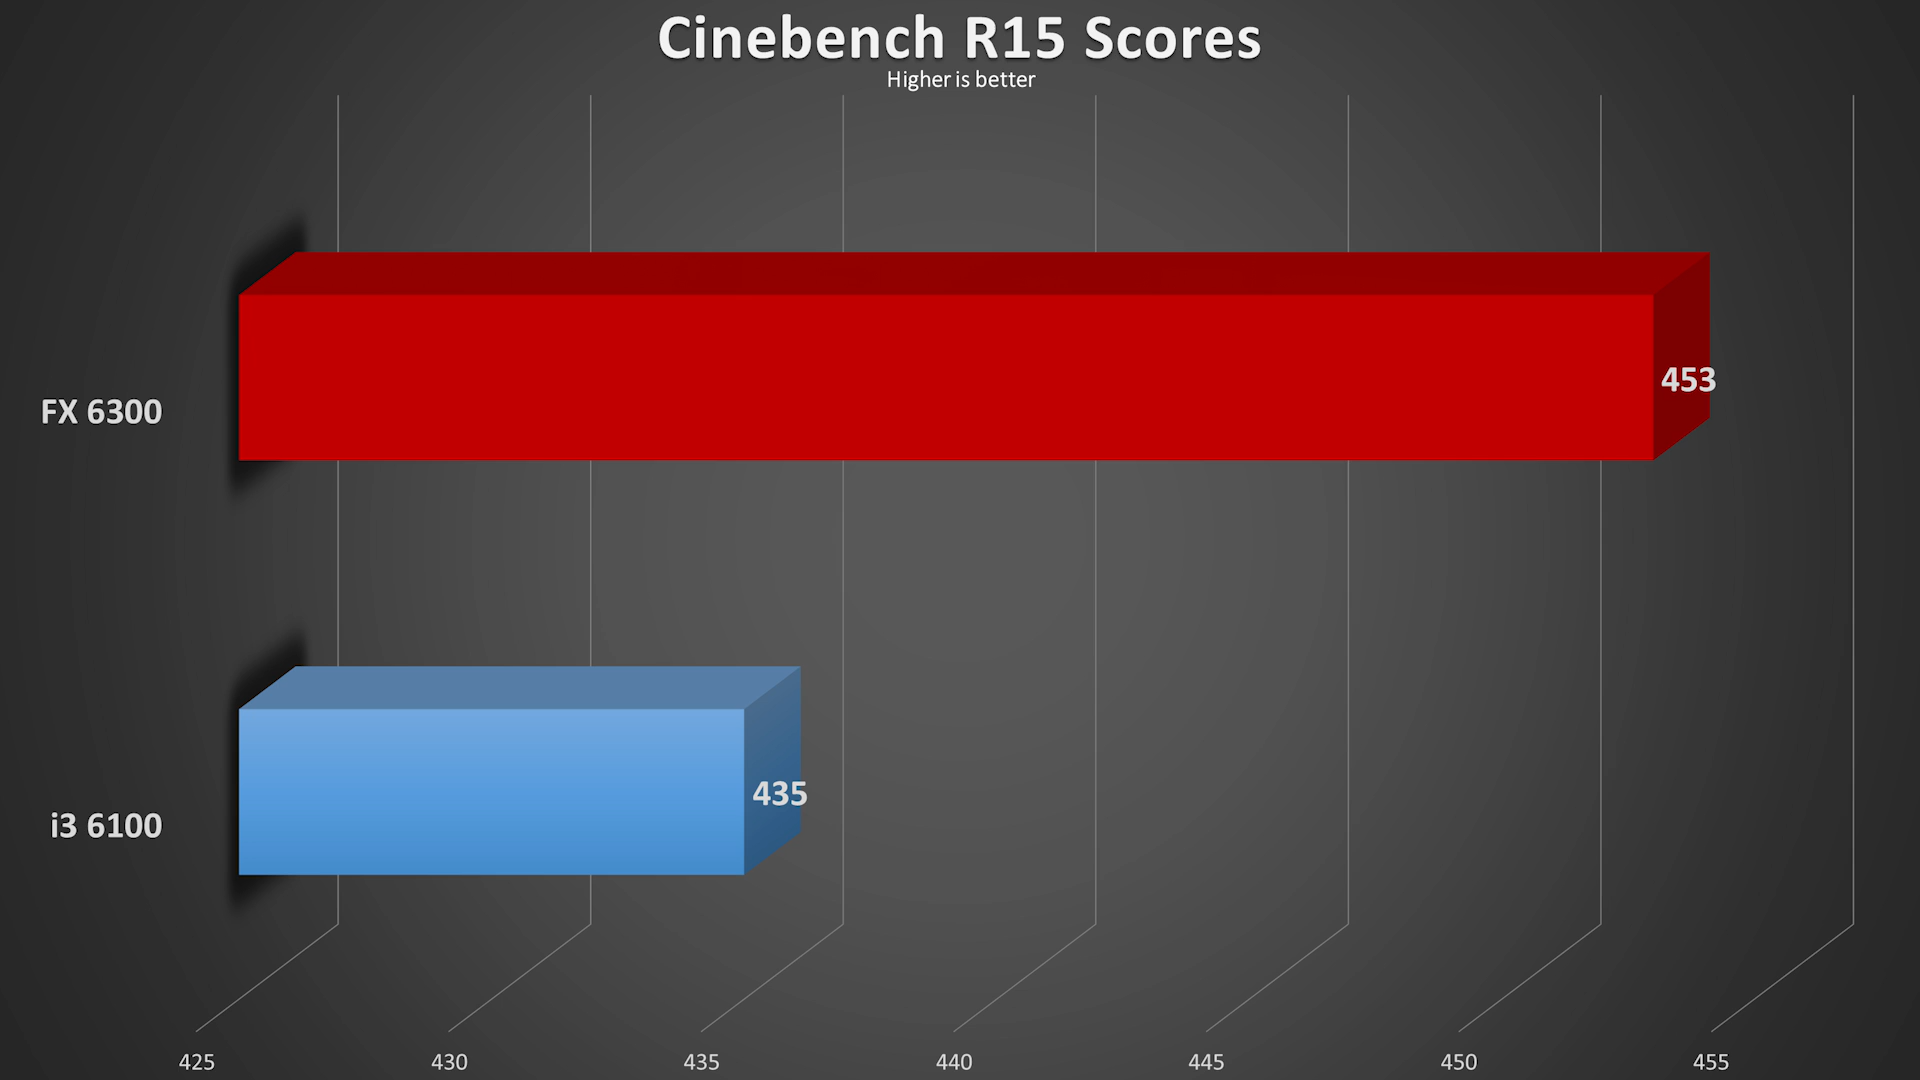 Cinebench R15 Scores
Higher is better
FX 6300
453
i3 6100
435
425 430 435 440 445 450 455